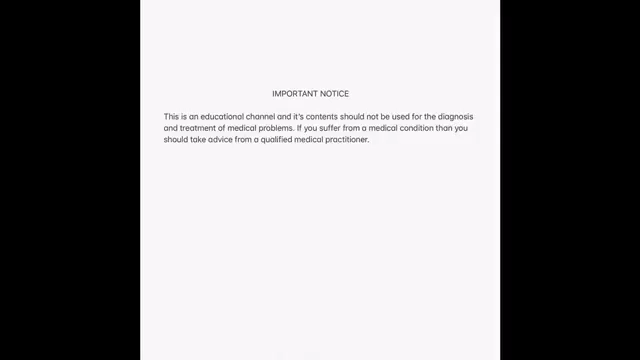 IMPORTANT NOTICE
This is an educational channel and it's contents should not be used for the diagnosis
and treatment of medical problems. If you suffer from a medical condition than you
should take advice from a qualified medical practitioner.